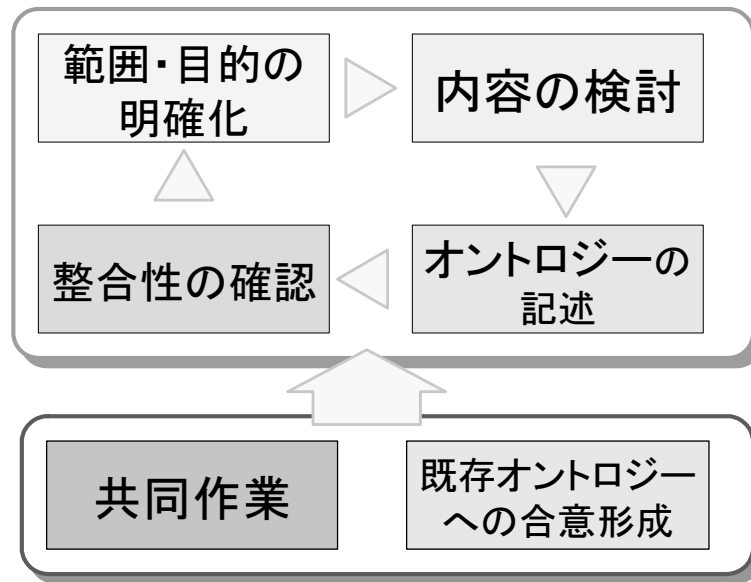 範囲・目的の
明確化
内容の検討
整合性の確認
オントロジーの
記述
共同作業
既存オントロジー
への合意形成